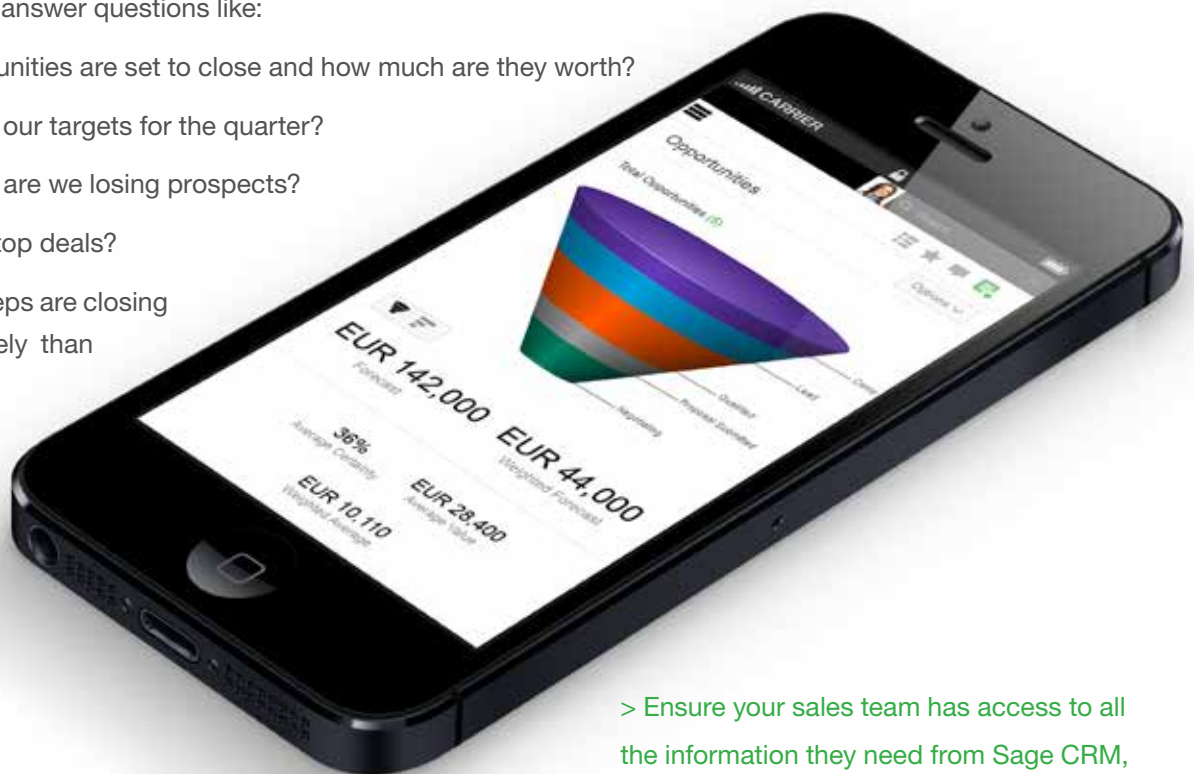 answer questions like:
unities are set to close and how much are they worth?
our targets for the quarter?
are we losing prospects?
top deals?
eps are closing
ely than
CARRIER
Opportunities
Total Opportunities (5)
Options
Lead
Qualified
Proposal Submitted
Negotiating
EUR 142,000
Forecast
EUR 44,000
Weighted Forecast
36%
Average Certainty
EUR 28,400
Average Value
EUR 10,110
Weighted Average
> Ensure your sales team has access to all
the information they need from Sage CRM,